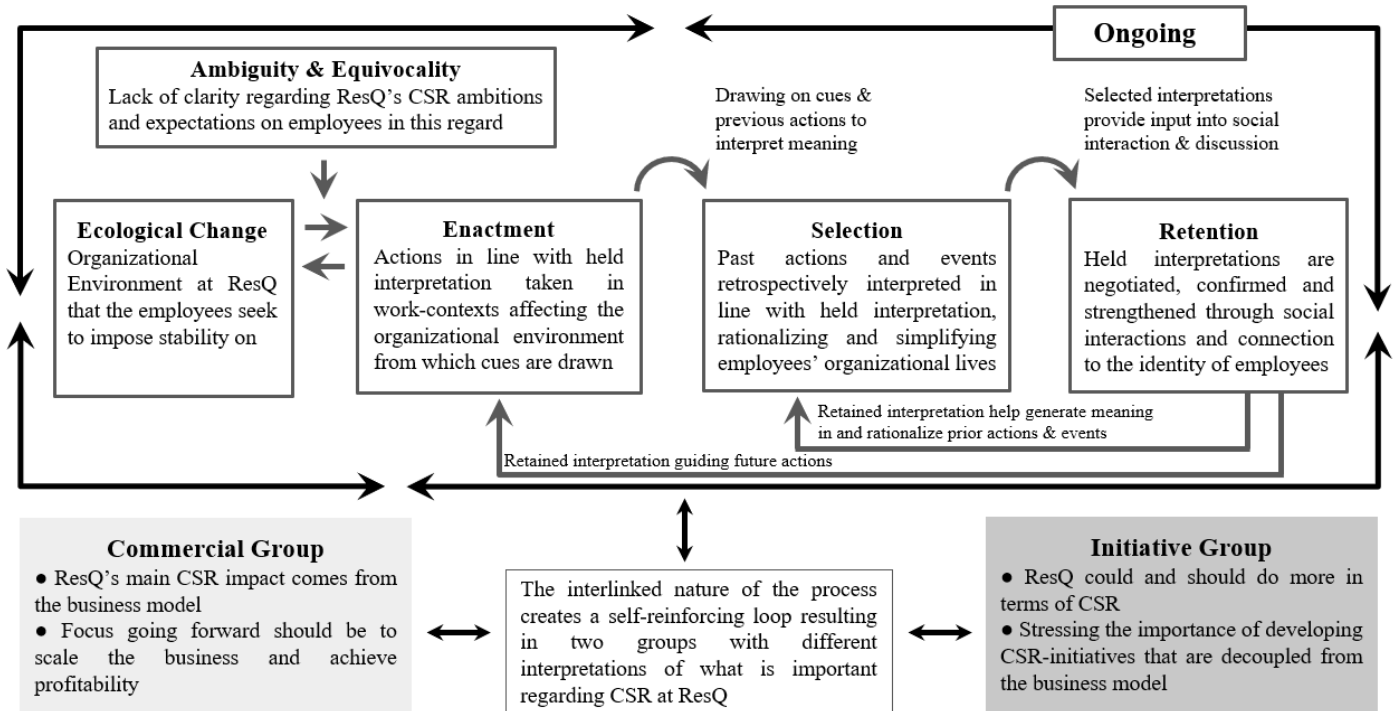 Ongoing
Ambiguity & Equivocality
Lack of clarity regarding ResQ's CSR ambitions
and expectations on employees in this regard
Drawing on cues &
previous actions to
interpret meaning
Selected interpretations
provide input into social
interaction & discussion
Ecological Change
Organizational
Environment at ResQ
that the employees seek
to impose stability on
Enactment
Actions in line with held
interpretation taken in
work-contexts affecting the
organizational environment
from which cues are drawn
Selection
Past actions and events
retrospectively interpreted in
line with held interpretation,
rationalizing and simplifying
employees' organizational lives
Retention
Held interpretations are
negotiated, confirmed and
strengthened through social
interactions and connection
to the identity of employees
Retained interpretation help generate meaning
in and rationalize prior actions & events
Retained interpretation guiding future actions
Commercial Group
● ResQ's main CSR impact comes from
the business model
● Focus going forward should be to
scale the business and achieve
profitability
The interlinked nature of the process
creates a self-reinforcing loop resulting
in two groups with different
interpretations of what is important
regarding CSR at ResQ
Initiative Group
● ResQ could and should do more in
terms of CSR
● Stressing the importance of developing
CSR-initiatives that are decoupled from
the business model